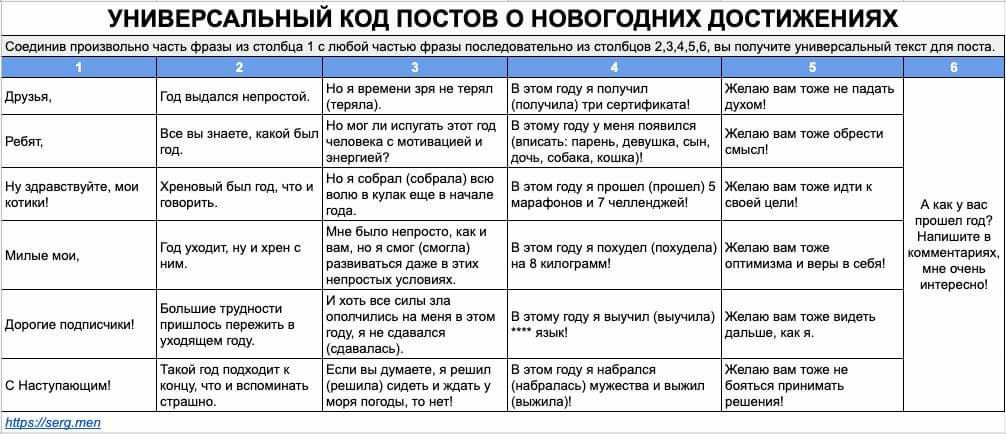 УНИВЕРСАЛЬНЫЙ КОД ПОСТОВ О НОВОГОДНИХ ДОСТИЖЕНИЯХ
Соединив произвольно часть фразы из столбца 1 с любой частью фразы последовательно из столбцов 2,3,4,5,6, вы получите универсальный текст для поста.
1 2 3 4 5 6
Друзья,
Год выдался непростой.
Но я времени зря не терял
(теряла).
В этом году я получил
(получила) три сертификата!
Желаю вам тоже не падать
духом!
Ребят,
Все вы знаете, какой был
год.
Но мог ли испугать этот год
человека с мотивацией и
энергией?
В этому году у меня появился
(вписать: парень, девушка, сын,
дочь, собака, кошка)!
Желаю вам тоже обрести
смысл!
Ну здравствуйте, мои
котики!
Хреновый был год, что и
говорить.
Но я собрал (собрала) всю
волю в кулак еще в начале
года.
В этом году я прошел (прошел) 5
марафонов и 7 челленджей!
Желаю вам тоже идти к
своей цели!
Милые мои,
Год уходит, ну и хрен с
ним.
Мне было непросто, как и
вам, но я смог (смогла)
развиваться даже в этих
непростых условиях.
В этом году я похудел (похудела)
на 8 килограмм!
Желаю вам тоже
оптимизма и веры в себя!
Дорогие подписчики!
Большие трудности
пришлось пережить в
уходящем году.
И хоть все силы зла
ополчились на меня в этом
году, я не сдавался
(сдавалась).
В этому году я выучил (выучила)
**** язык!
Желаю вам тоже видеть
дальше, как я.
С Наступающим!
Такой год подходит к
концу, что и вспоминать
страшно.
Если вы думаете, я решил
(решила) сидеть и ждать у
моря погоды, то нет!
В этом году я набрался
(набралась) мужества и выжил
(выжила)!
Желаю вам тоже не
бояться принимать
решения!
А как у вас
прошел год?
Напишите в
комментариях,
мне очень
интересно!
https://serg.men